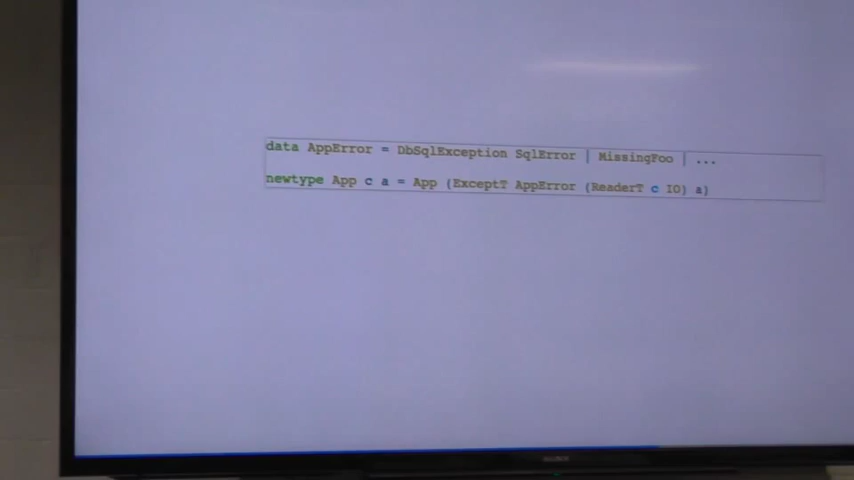 data AppError = DbSqlException SqlError | MissingFoo | ...
newtype App c a = App (ExceptT AppError (ReaderT c IO) a)